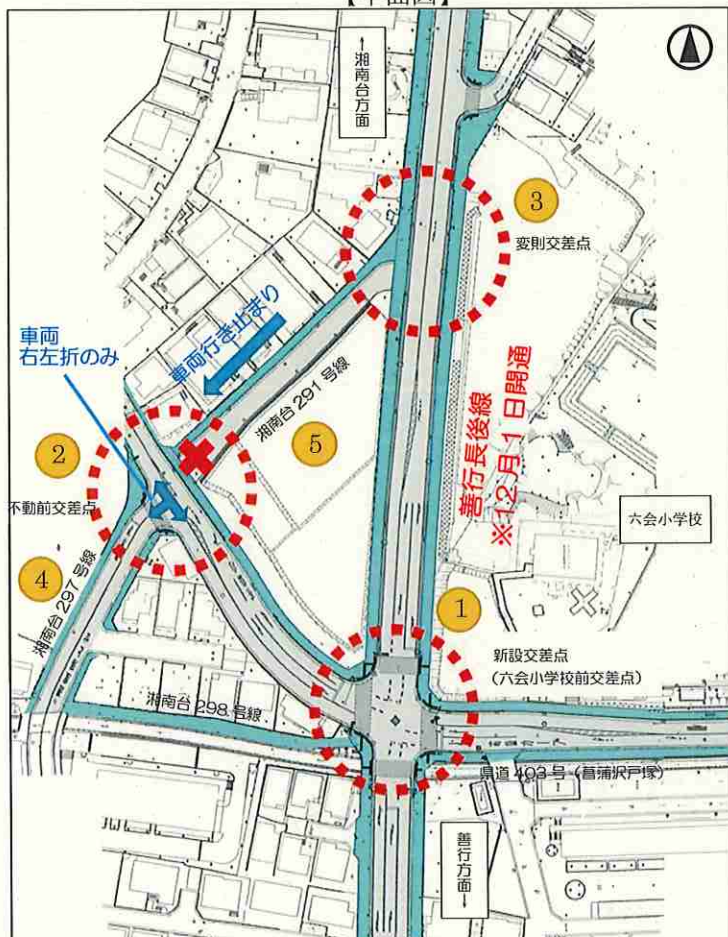 【平面図】
↑湘南台方面
③
変則交差点
車両
右左折のみ
車両行き止まり
湘南台291号線
⑤
善行長後線
※12月1日開通
②
不動前交差点
六会小学校
④
湘南台297号線
①
新設交差点
(六会小学校前交差点)
湘南台298号線
県道403号(菖蒲沢戸塚)
善行方面→